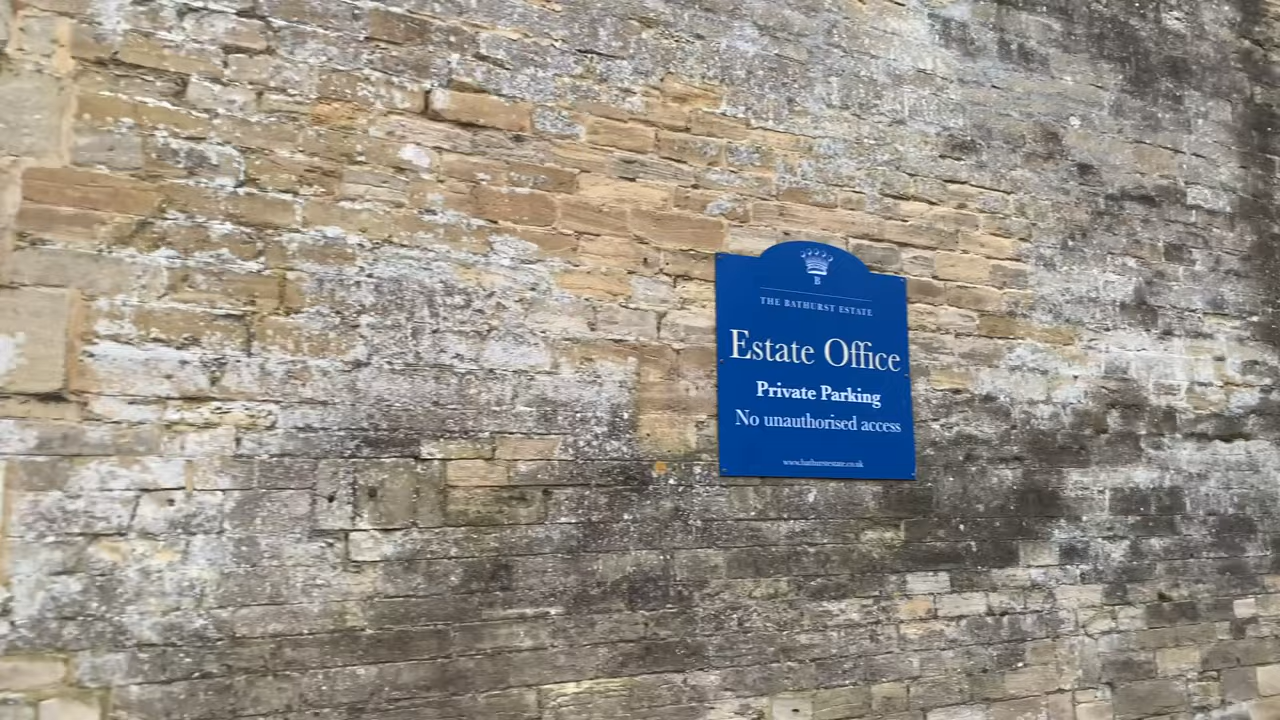 B
THE BATHURST ESTATE
Estate Office
Private Parking
No unauthorised access
www.bathurstestate.co.uk